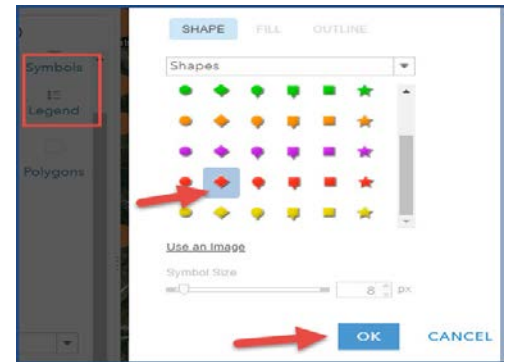 SHAPE FILL OUTLINE
Symbols
Shapes
Legend
Polygons
Use an Image
Symbol Size
8 px
OK CANCEL